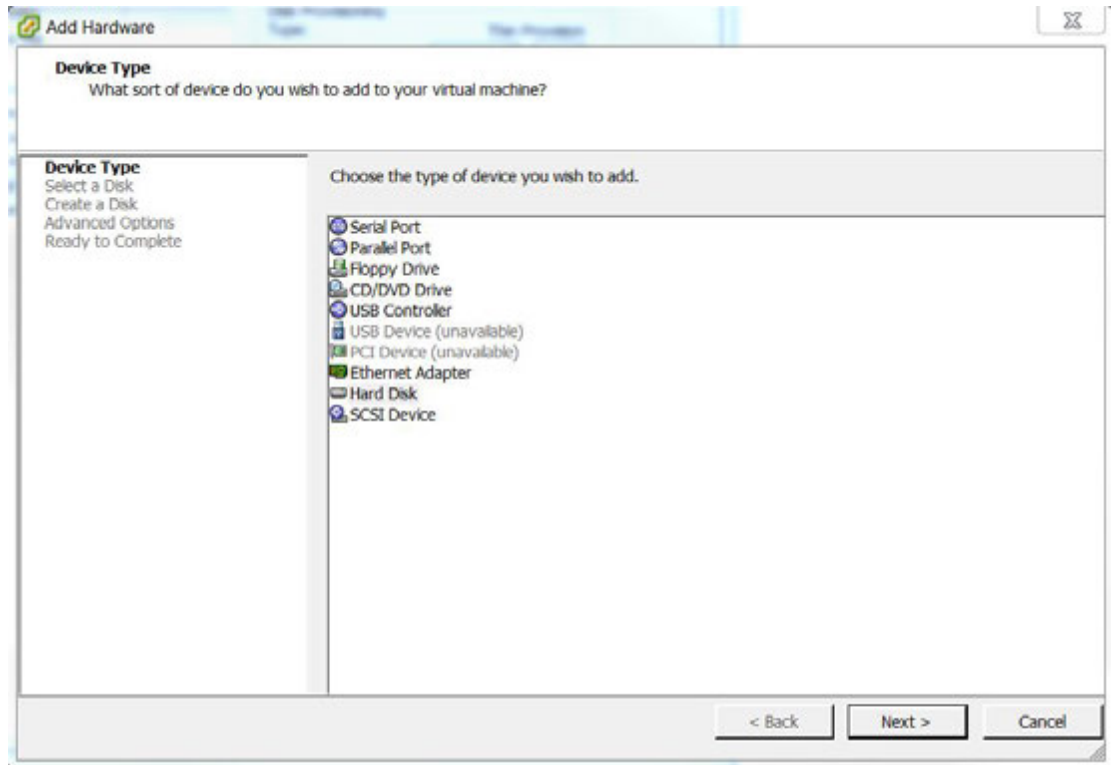 Add Hardware
Device Type
What sort of device do you wish to add to your virtual machine?
Device Type
Select a Disk
Create a Disk
Advanced Options
Ready to Complete
Choose the type of device you wish to add.
Serial Port
Parallel Port
Floppy Drive
CD/DVD Drive
USB Controller
USB Device (unavailable)
PCI Device (unavailable)
Ethernet Adapter
Hard Disk
SCSI Device
< Back
Next >
Cancel